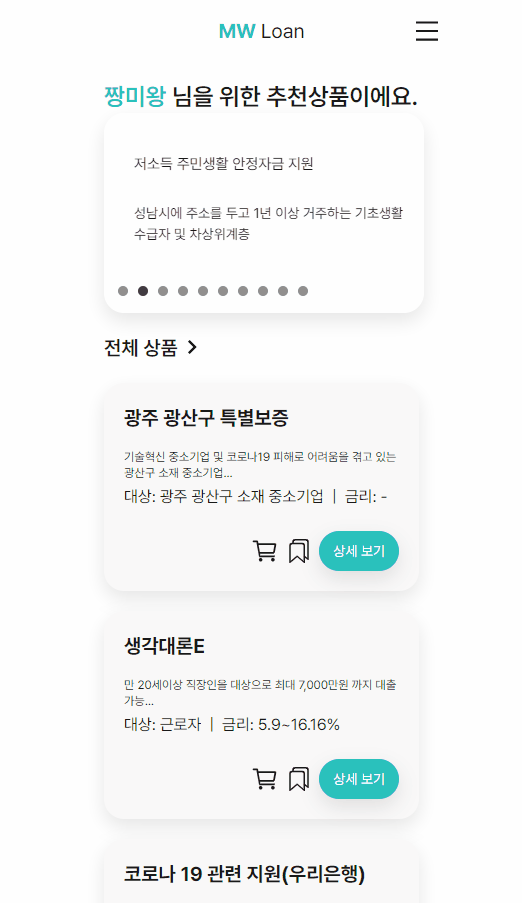 MW Loan
짱미왕 님을 위한 추천상품이에요.
저소득 주민생활 안정자금 지원
성남시에 주소를 두고 1년 이상 거주하는 기초생활
수급자 및 차상위계층
전체 상품
광주 광산구 특별보증
기술혁신 중소기업 및 코로나19 피해로 어려움을 겪고 있는
광산구 소재 중소기업...
대상: 광주 광산구 소재 중소기업 | 금리: -
상세 보기
생각대론E
만 20세이상 직장인을 대상으로 최대 7,000만원 까지 대출
가능...
대상: 근로자 | 금리: 5.9~16.16%
상세 보기
코로나 19 관련 지원(우리은행)